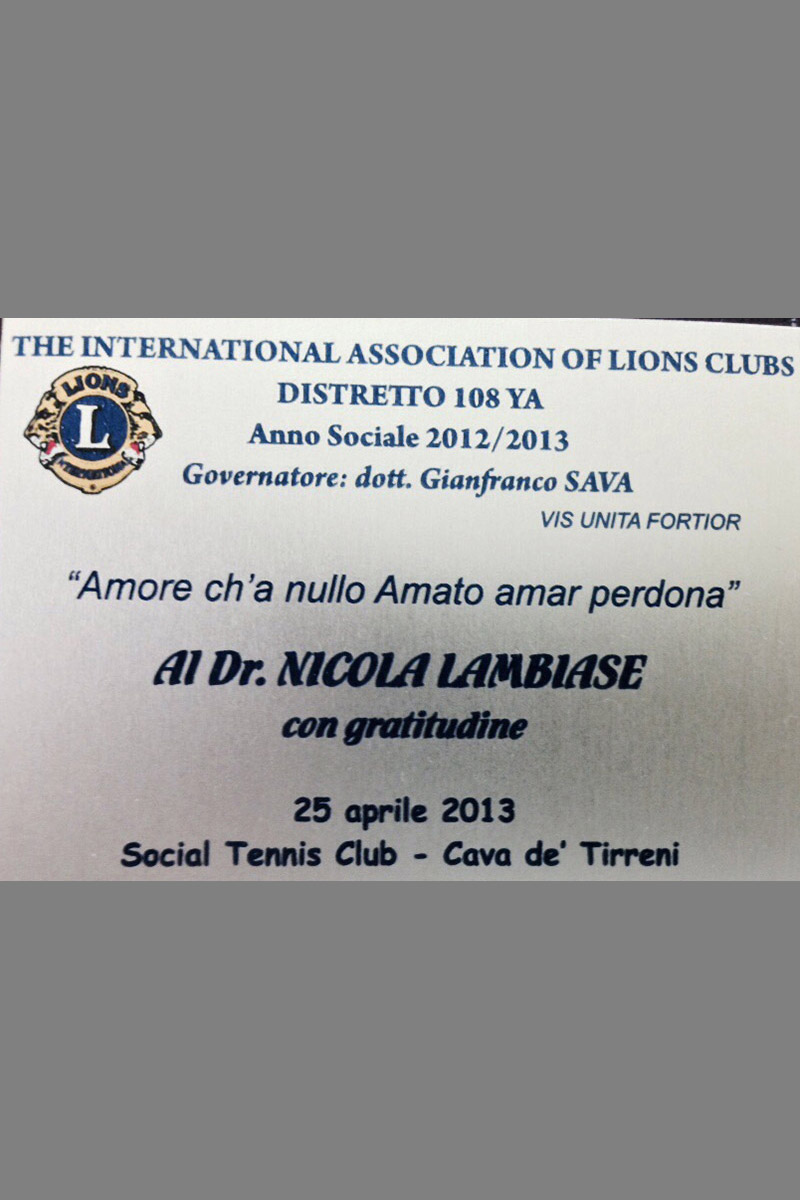 THE INTERNATIONAL ASSOCIATION OF LIONS CLUBS
DISTRETTO 108 YA
Anno Sociale 2012/2013
Governatore: dott. Gianfranco SAVA
VIS UNITA FORTIOR
LIONS
L
INTERNATIONAL
“Amore ch'a nullo Amato amar perdona”
Al Dr. NICOLA LAMBIASE
con gratitudine
25 aprile 2013
Social Tennis Club - Cava de' Tirreni